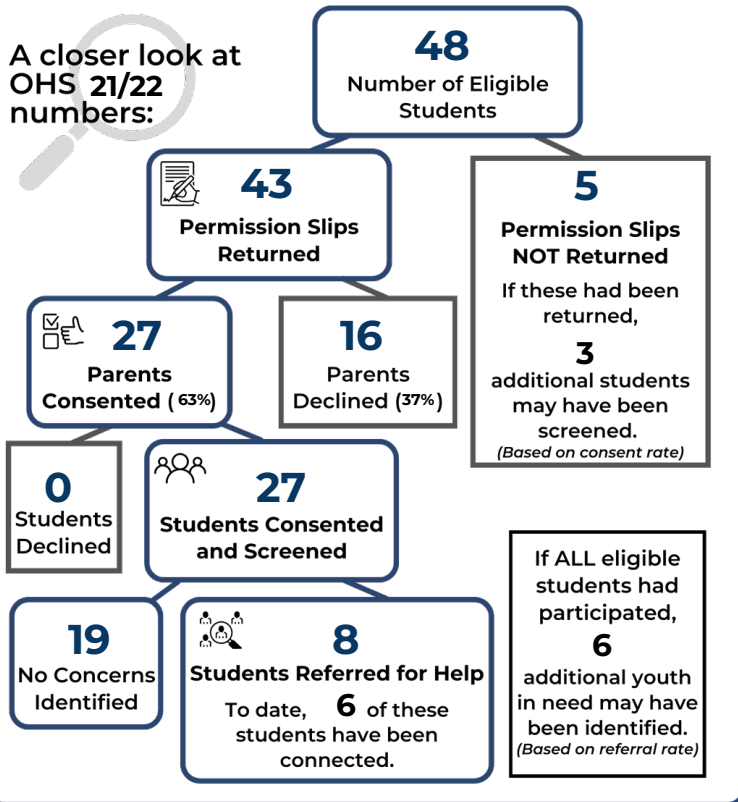 A closer look at
OHS 21/22
numbers:
48
Number of Eligible
Students
43
Permission Slips
Returned
5
Permission Slips
NOT Returned
If these had been
returned,
3
additional students
may have been
screened.
(Based on consent rate)
27
Parents
Consented ( 63%)
16
Parents
Declined (37%)
0
Students
Declined
27
Students Consented
and Screened
19
No Concerns
Identified
8
Students Referred for Help
To date, 6 of these
students have been
connected.
If ALL eligible
students had
participated,
6
additional youth
in need may have
been identified.
(Based on referral rate)